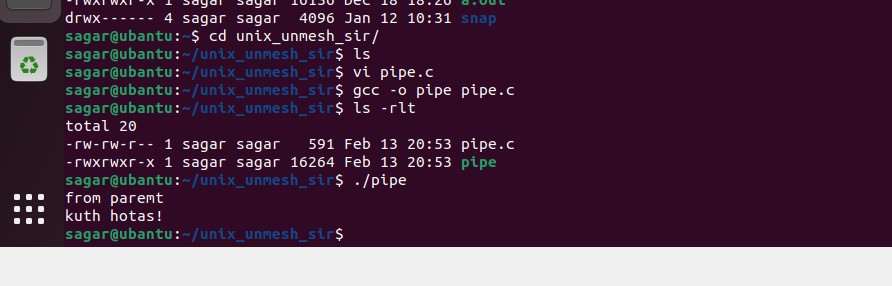 -rwxrwxr-x 1 sagar sagar 16136 Dec 18 18:26 a.out
drwx------ 4 sagar sagar  4096 Jan 12 10:31 snap
sagar@ubantu:~$ cd unix_unmesh_sir/
sagar@ubantu:~/unix_unmesh_sir$ ls
sagar@ubantu:~/unix_unmesh_sir$ vi pipe.c
sagar@ubantu:~/unix_unmesh_sir$ gcc -o pipe pipe.c
sagar@ubantu:~/unix_unmesh_sir$ ls -rlt
total 20
-rw-rw-r-- 1 sagar sagar   591 Feb 13 20:53 pipe.c
-rwxrwxr-x 1 sagar sagar 16264 Feb 13 20:53 pipe
sagar@ubantu:~/unix_unmesh_sir$ ./pipe
from paremt
kuth hotas!
sagar@ubantu:~/unix_unmesh_sir$